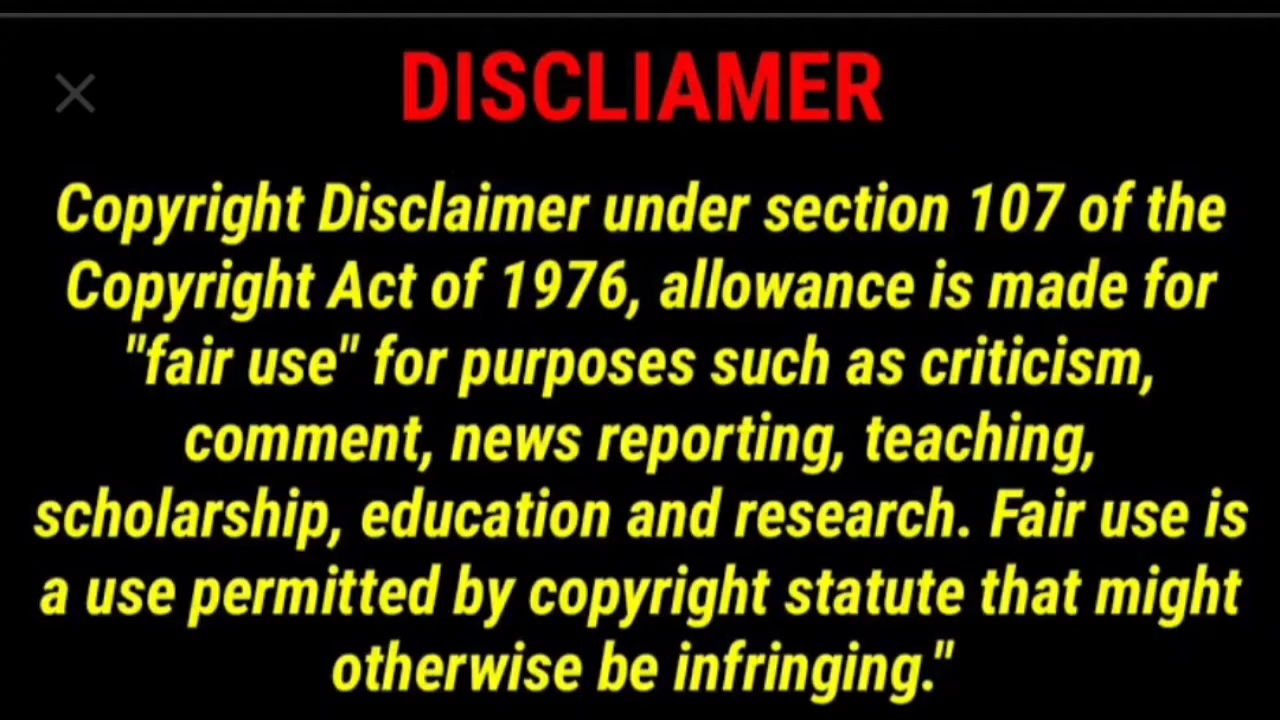 DISCLIAMER
Copyright Disclaimer under section 107 of the
Copyright Act of 1976, allowance is made for
"fair use" for purposes such as criticism,
comment, news reporting, teaching,
scholarship, education and research. Fair use is
a use permitted by copyright statute that might
otherwise be infringing."